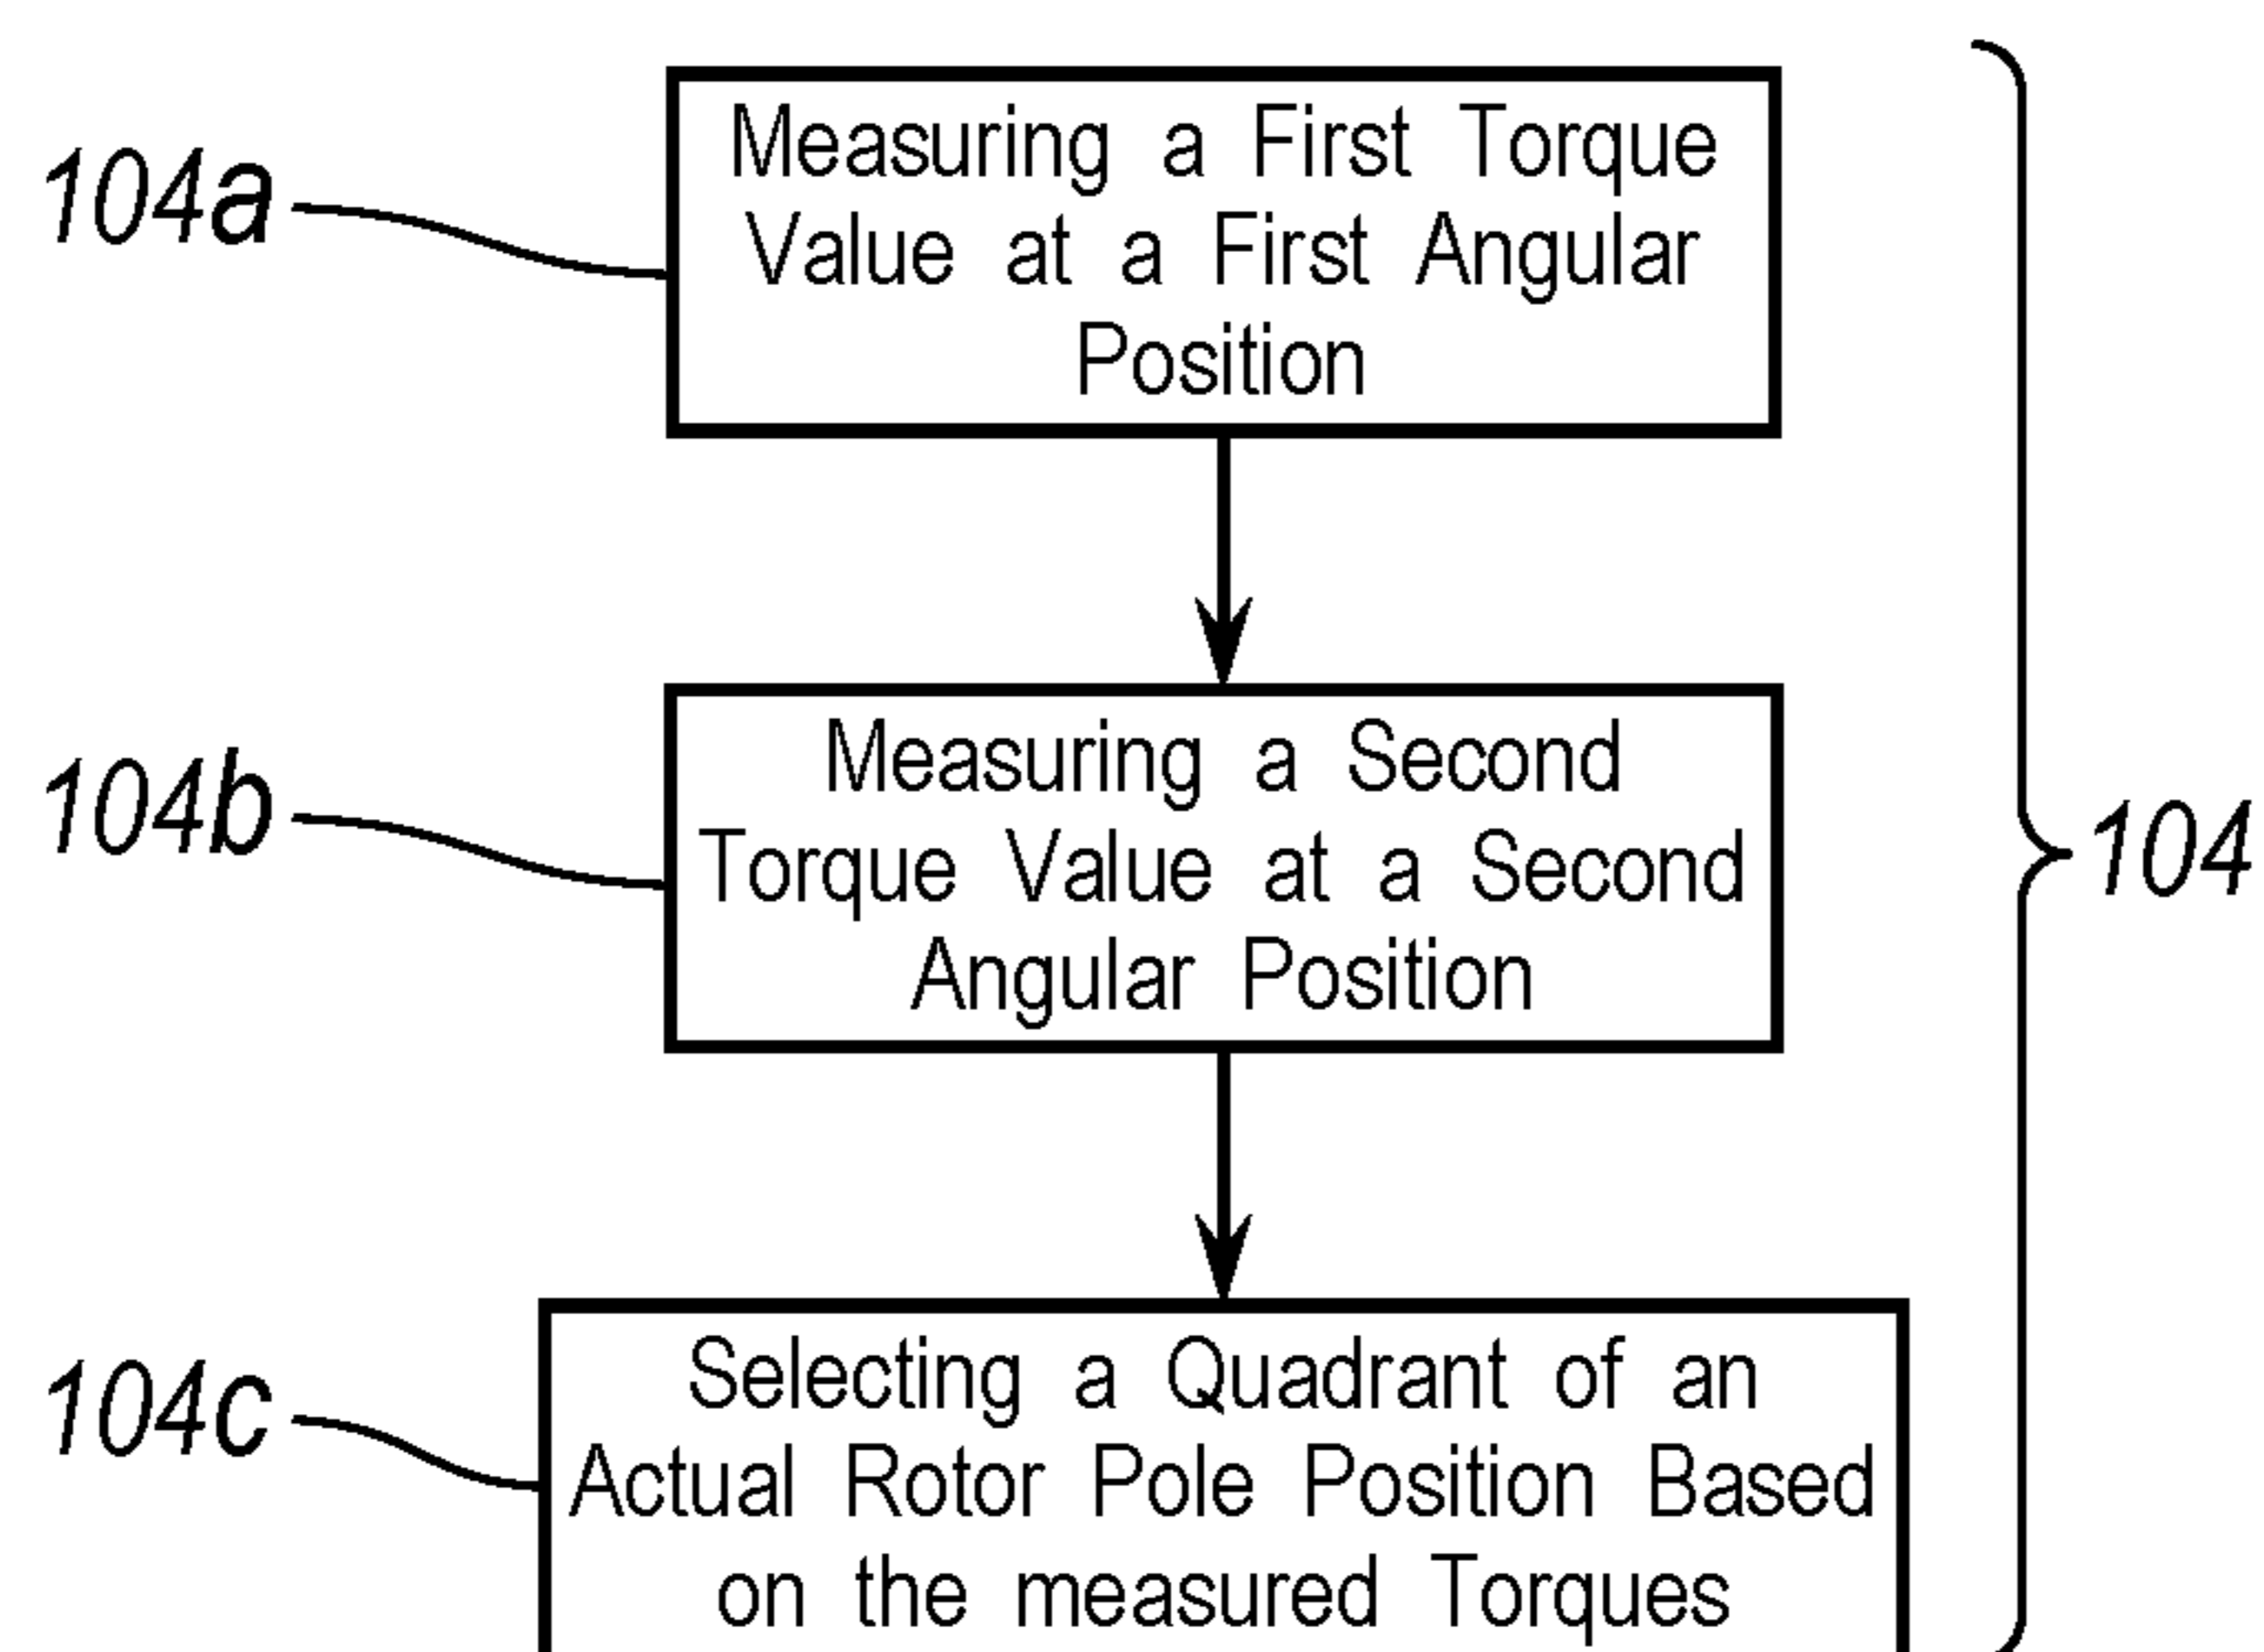 104a
Measuring a First Torque
Value at a First Angular
Position
104b
Measuring a Second
Torque Value at a Second
Angular Position
104
104c
Selecting a Quadrant of an
Actual Rotor Pole Position Based
on the measured Torques